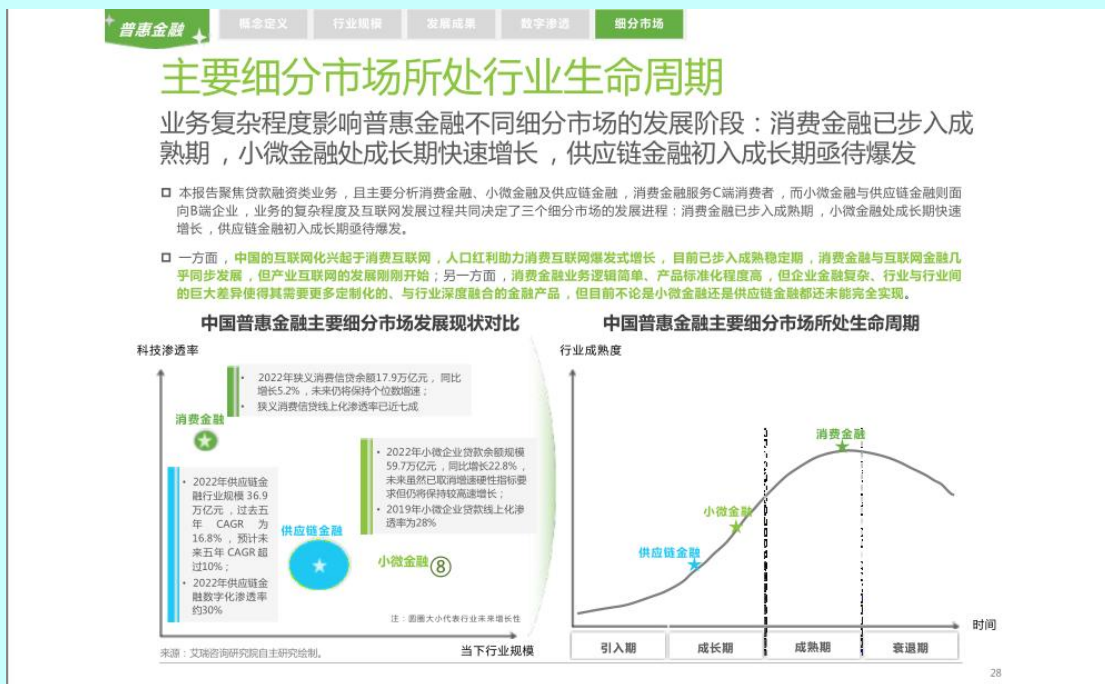 普惠金融
概念定义
行业规模
发展成果
数字渗透
细分市场
主要细分市场所处行业生命周期
业务复杂程度影响普惠金融不同细分市场的发展阶段：消费金融已步入成
熟期，小微金融处成长期快速增长，供应链金融初入成长期亟待爆发
本报告聚焦贷款融资类业务，且主要分析消费金融、小微金融及供应链金融，消费金融服务C端消费者，而小微金融与供应链金融则面
向B端企业，业务的复杂程度及互联网发展过程共同决定了三个细分市场的发展进程：消费金融已步入成熟期，小微金融处成长期快速
增长，供应链金融初入成长期亟待爆发。
一方面，中国的互联网化兴起于消费互联网，人口红利助力消费互联网爆发式增长，目前已步入成熟稳定期，消费金融与互联网金融几
乎同步发展，但产业互联网的发展刚刚开始；另一方面，消费金融业务逻辑简单、产品标准化程度高，但企业金融复杂、行业与行业间
的巨大差异使得其需要更多定制化的、与行业深度融合的金融产品，但目前不论是小微金融还是供应链金融都还未能完全实现。
中国普惠金融主要细分市场发展现状对比
科技渗透率
• 2022年狭义消费信贷余额17.9万亿元，同比
增长5.2%，未来仍将保持个位数增速；
• 狭义消费信贷线上化渗透率已近七成
消费金融
• 2022年小微企业贷款余额规模
59.7万亿元，同比增长22.8%，
未来虽然已取消增速硬性指标要
求但仍将保持较高速增长；
• 2019年小微企业贷款线上化渗
透率为28%
• 2022年供应链金
融行业规模 36.9
万亿元，过去五
年 CAGR 为
16.8%，预计未
来五年 CAGR 超
过10%；
• 2022年供应链金
融数字化渗透率
约30%
供应链金融
小微金融⑧
注：圆圈大小代表行业未来增长性
当下行业规模
中国普惠金融主要细分市场所处生命周期
行业成熟度
消费金融
小微金融
供应链金融
时间
引入期
成长期
成熟期
衰退期
来源：艾瑞咨询研究院自主研究绘制。
28